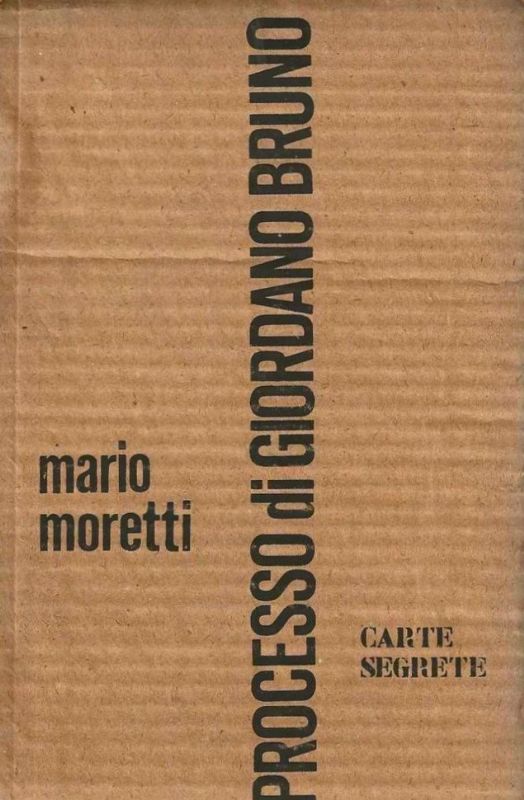 mario
moretti
PROCESSO di GIORDANO BRUNO
CARTE
SEGRETE